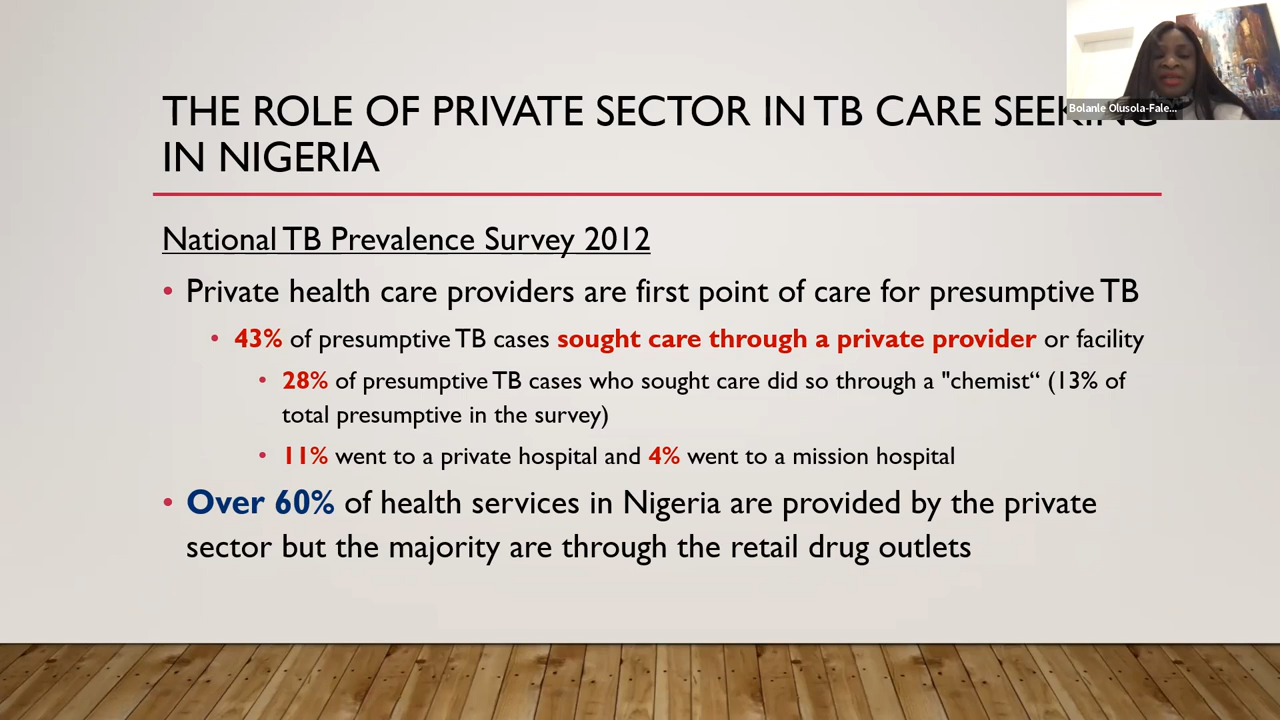 THE ROLE OF PRIVATE SECTOR IN TB CARE SEEKING
IN NIGERIA
Bolanle Olusola-Fale...
National TB Prevalence Survey 2012
• Private health care providers are first point of care for presumptive TB
• 43% of presumptive TB cases sought care through a private provider or facility
• 28% of presumptive TB cases who sought care did so through a "chemist“ (13% of
total presumptive in the survey)
• 11% went to a private hospital and 4% went to a mission hospital
• Over 60% of health services in Nigeria are provided by the private
sector but the majority are through the retail drug outlets